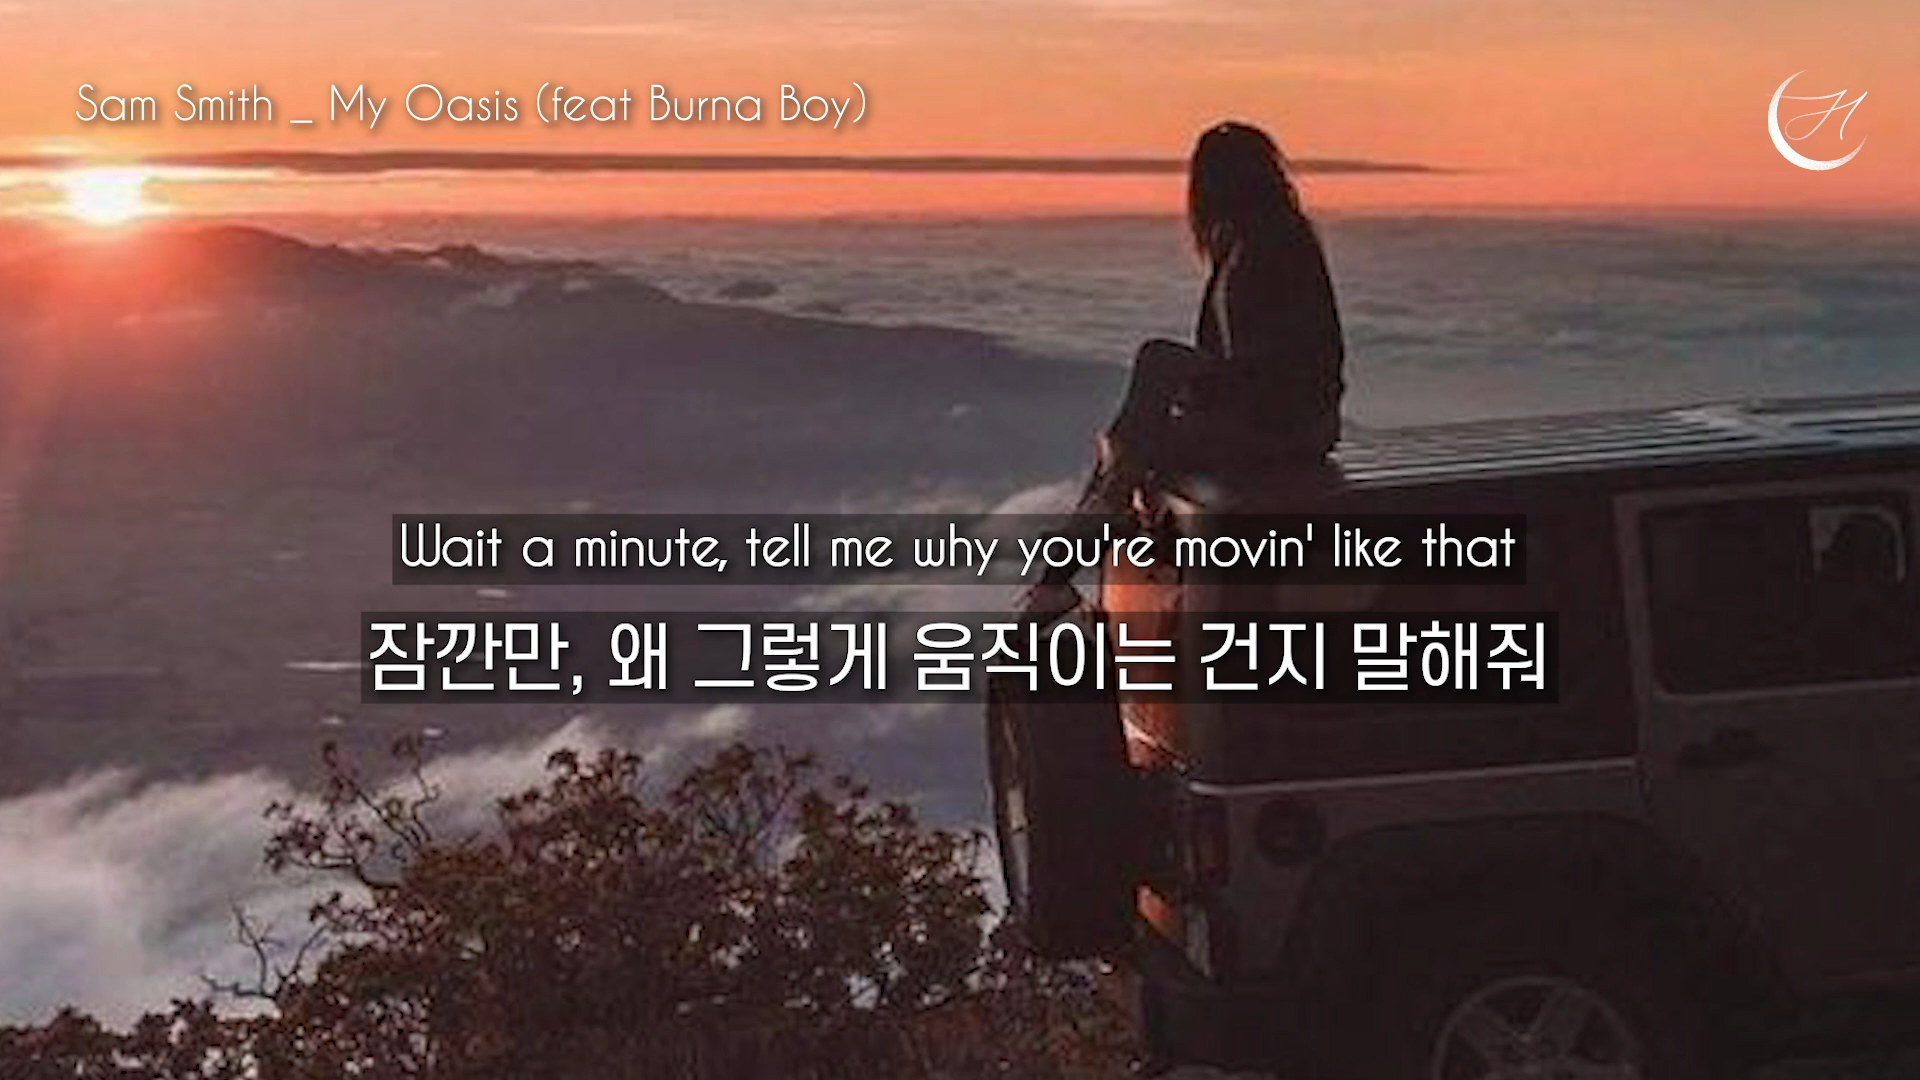 Sam Smith _ My Oasis (feat Burna Boy)
Wait a minute, tell me why you're movin' like that
잠깐만, 왜 그렇게 움직이는 건지 말해줘